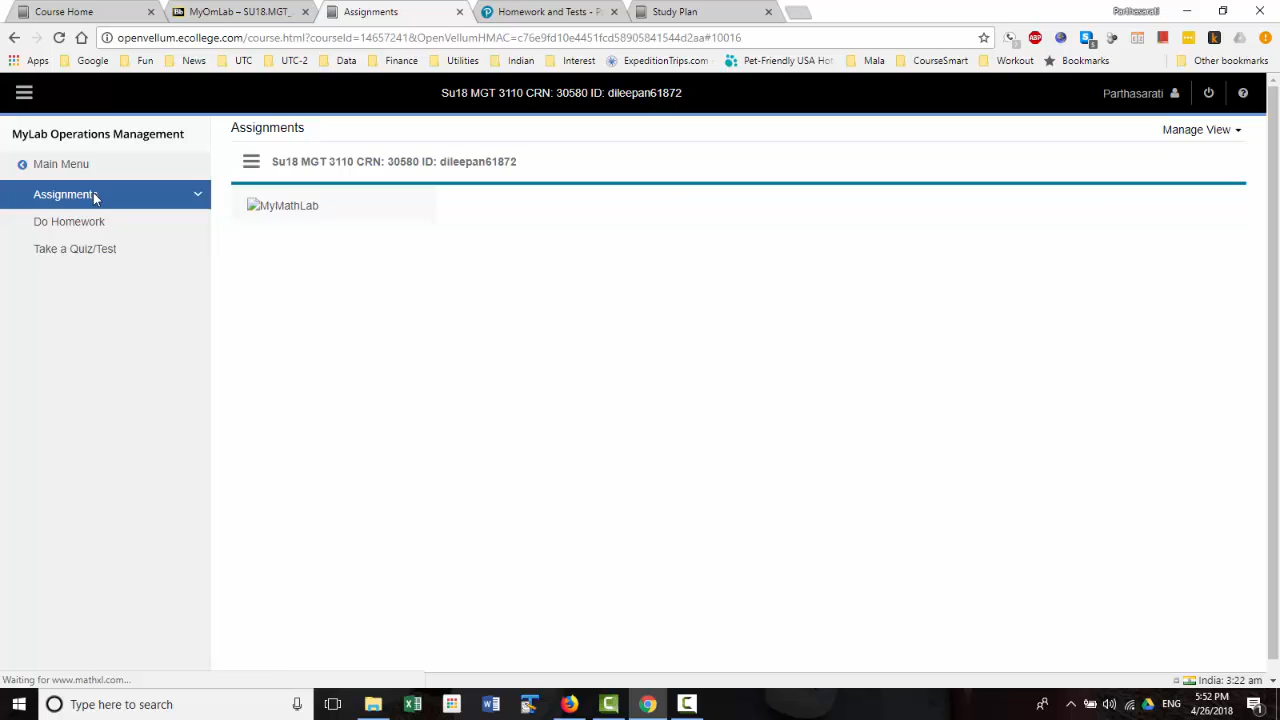 Course Home
MyOmLab – SU18.MGT_
Assignments
Homework and Tests - P
Study Plan
Parthasarati
openvellum.ecollege.com/course.html?courseId=14657241&OpenVellumHMAC=c76e9fd10e4451fcd58905841544d2aa#10016
Apps Google Fun News UTC UTC-2 Data Finance Utilities Indian Interest ExpeditionTrips.com Pet-Friendly USA Hot Mala CourseSmart Workout Bookmarks Other bookmarks
Su18 MGT 3110 CRN: 30580 ID: dileepan61872
Parthasarati
MyLab Operations Management
Main Menu
Assignments
Do Homework
Take a Quiz/Test
Assignments
Manage View
Su18 MGT 3110 CRN: 30580 ID: dileepan61872
MyMathLab
Waiting for www.mathxl.com...
India: 3:22 am
Type here to search
ENG
5:52 PM
4/26/2018